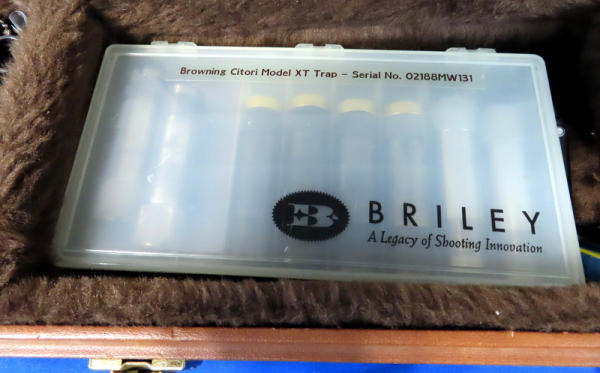 Browning Citori Model XT Trap – Serial No. 02188MW131
B
BRILEY
A Legacy of Shooting Innovation